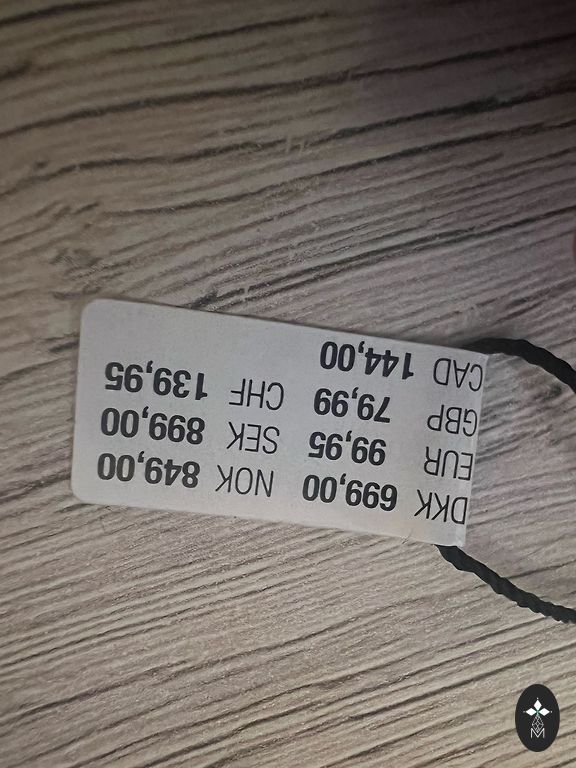 DKK 699,00 NOK 849,00
EUR 99,95 SEK 899,00
GBP 79,99 CHF 139,95
CAD 144,00
M